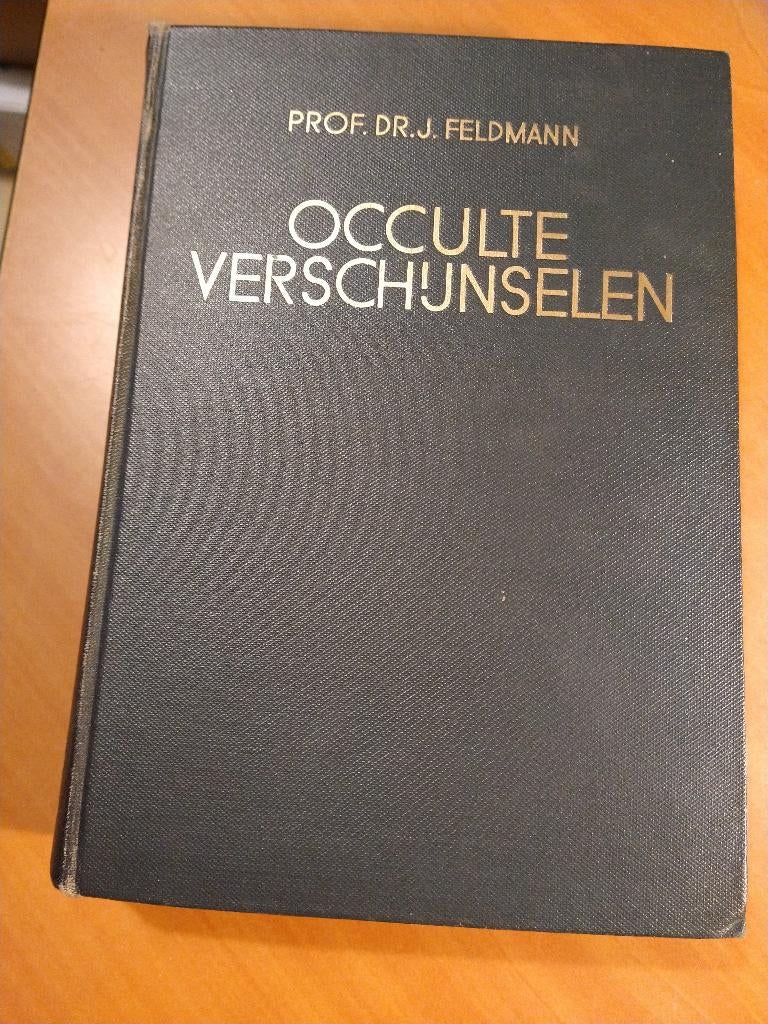 PROF. DR. J. FELDMANN
OCCULTE
VERSCHIJNSELEN